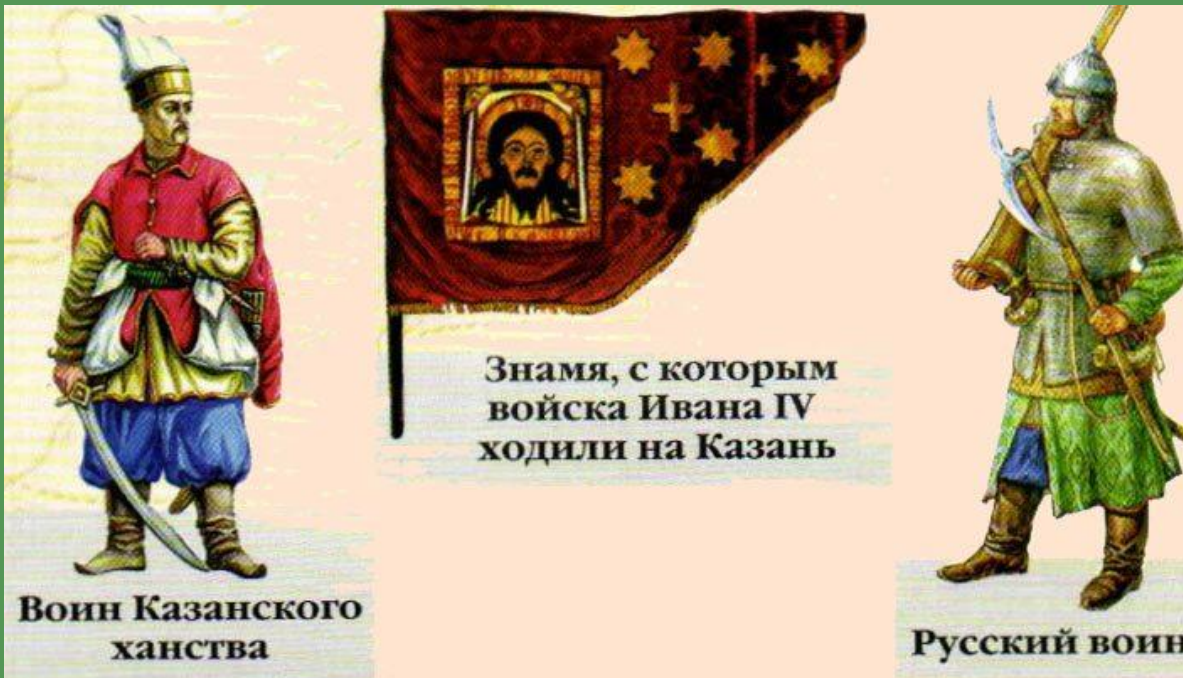 Знамя, с которым
войска Ивана IV
ходили на Казань
Воин Казанского
ханства
Русский воин